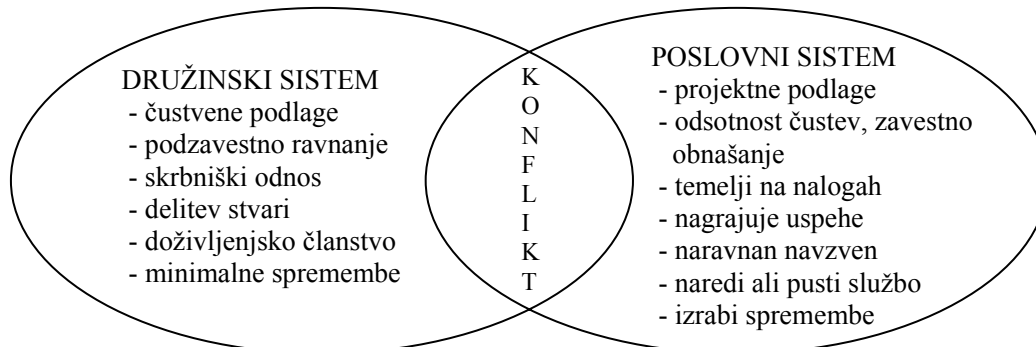 DRUŽINSKI SISTEM
- čustvene podlage
- podzavestno ravnanje
- skrbniški odnos
- delitev stvari
- doživljenjsko članstvo
- minimalne spremembe
K
O
N
F
L
I
K
T
POSLOVNI SISTEM
- projektne podlage
- odsotnost čustev, zavestno
obnašanje
- temelji na nalogah
- nagrajuje uspehe
- naravnan navzven
- naredi ali pusti službo
- izrabi spremembe